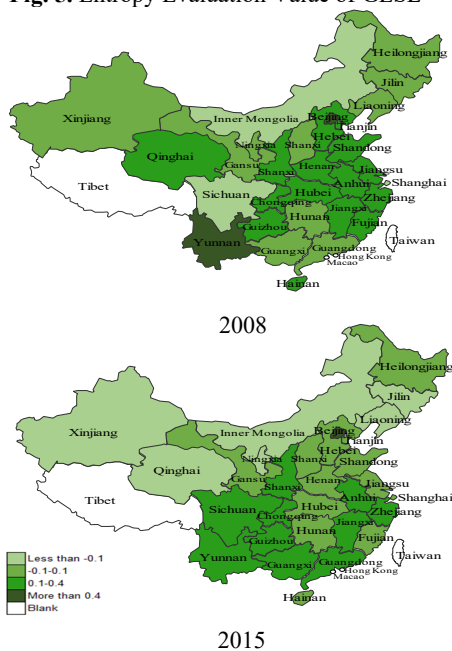 Fig. 3. Entropy Evaluation Value of GESE
Heilongjiang
Jilin
Xinjiang
Liaoning
Inner Mongolia
Beijing
Tianjin
Ningxia
Shanxi
Hebei
Qinghai
Shandong
Gansu
Henan
Shanxi
Jiangsu
Tibet
Anhui
Shanghai
Sichuan
Hubei
Chongqing
Zhejiang
Jiangxi
Hunan
Guizhou
Fujian
Yunnan
Taiwan
Guangxi
Guangdong
Hong Kong
Macao
Hainan
2008
Heilongjiang
Jilin
Liaoning
Xinjiang
Inner Mongolia
Beijing
Tianjin
Hebei
Ningxia
Shanxi
Shandong
Qinghai
Gansu
Henan
Shanxi
Jiangsu
Tibet
Anhui
Shanghai
Sichuan
Hubei
Zhejiang
Chongqing
Jiangxi
Hunan
Guizhou
Fujian
Taiwan
Yunnan
Guangxi
Guangdong
Hong Kong
Macao
Hainan
Less than -0.1
-0.1-0.1
0.1-0.4
More than 0.4
Blank
2015